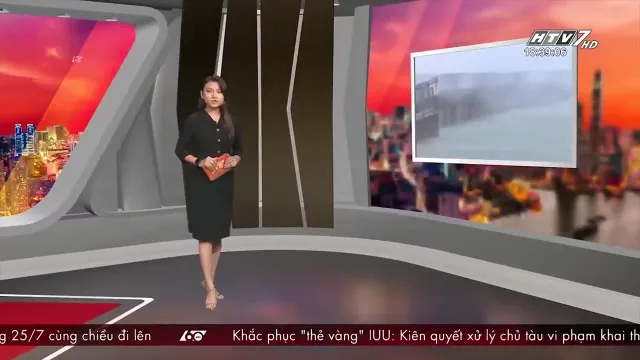 HTV7 HD
18:39:06
g 25/7 cùng chiều đi lên 60 Khắc phục "thẻ vàng" IUU: Kiên quyết xử lý chủ tàu vi phạm khai th